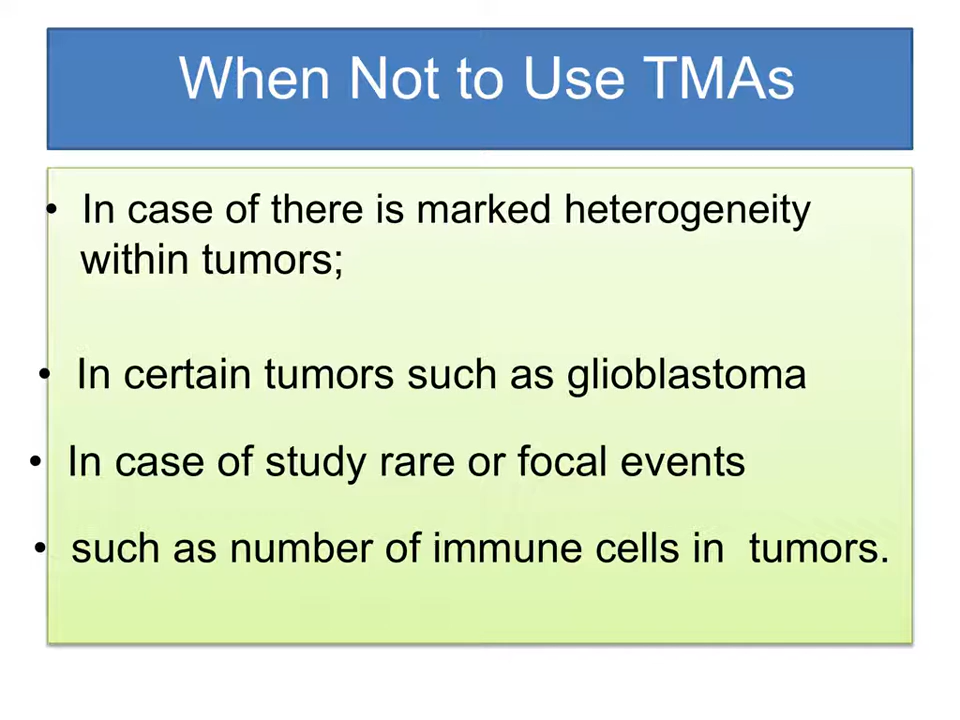 When Not to Use TMAs
• In case of there is marked heterogeneity
within tumors;
• In certain tumors such as glioblastoma
• In case of study rare or focal events
• such as number of immune cells in tumors.